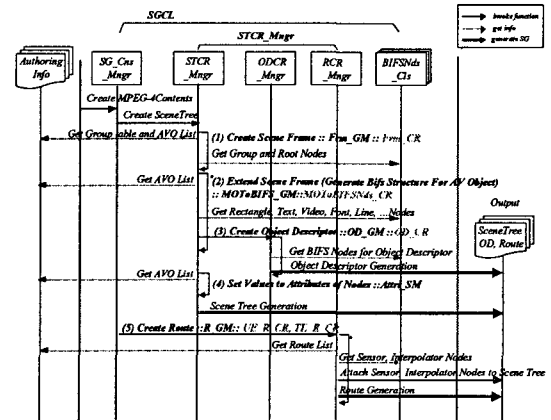 SGCL
STCR_Mngr
invoke function
get info
generate SG
Authoring
Info
SG_Cns
_Mngr
STCR
_Mngr
ODCR
_Mngr
RCR
_Mngr
BIFSNds
_Cls
Create MPEG-4Contents
Create SceneTree
Get Group Table and AVO List
(1) Create Scene Frame :: Frm_GM :: Frm_CR
Get Group and Root Nodes
Get AVO List
(2) Extend Scene Frame (Generate Bifs Structure For AV Object)
:: MOToBIFS_GM::MOToBIFSNds_CR
Get Rectangle, Text, Video, Font, Line, ...Nodes
Output
SceneTree
OD, Route
(3) Create Object Descriptor ::OD_GM ::OD_CR
Get BIFS Nodes for Object Descriptor
Object Descriptor Generation
Get AVO List
(4) Set Values to Attributes of Nodes ::Attri_SM
Scene Tree Generation
(5) Create Route ::R_GM:: UE_R_CR, TI_R_CR
Get Route List
Get Sensor, Interpolator Nodes
Attach Sensor, Interpolator Nodes to Scene Tree
Route Generation